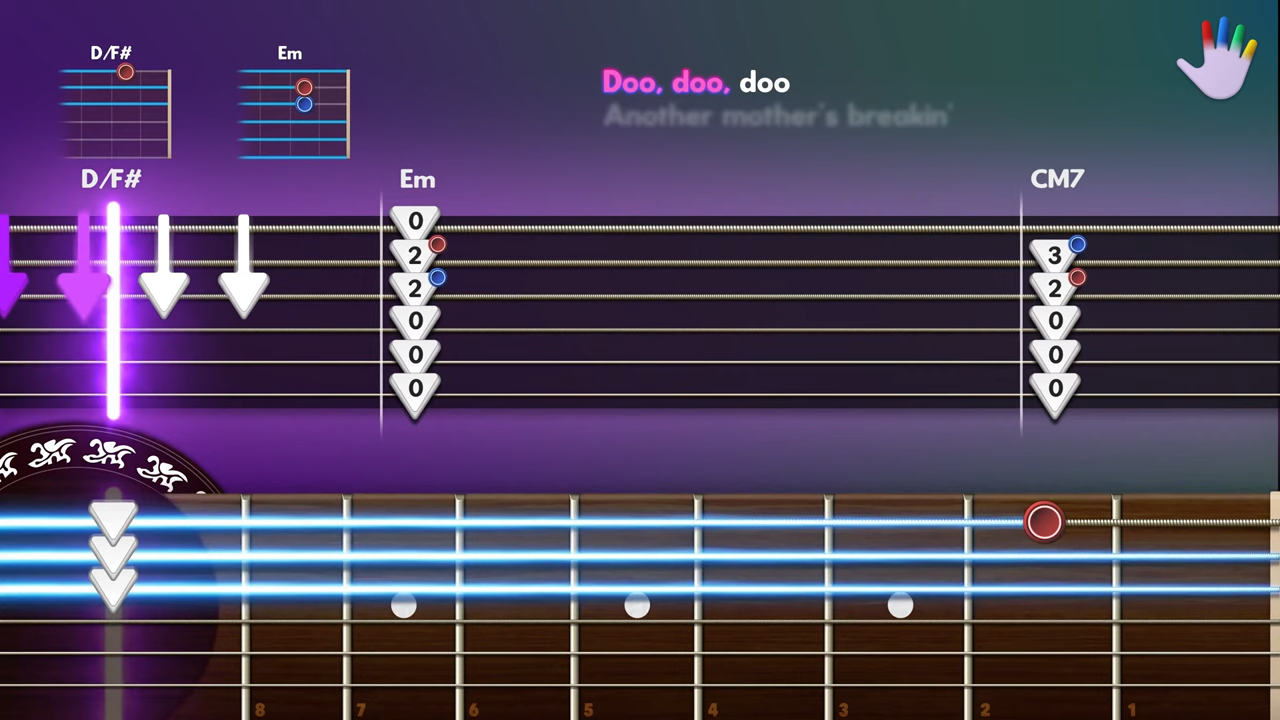 D/F# Em
Doo, doo, doo
Another mother's breakin'
D/F# Em CM7
0
2 3
2 2
0 0
0 0
0 0
8 7 6 5 4 3 2 1